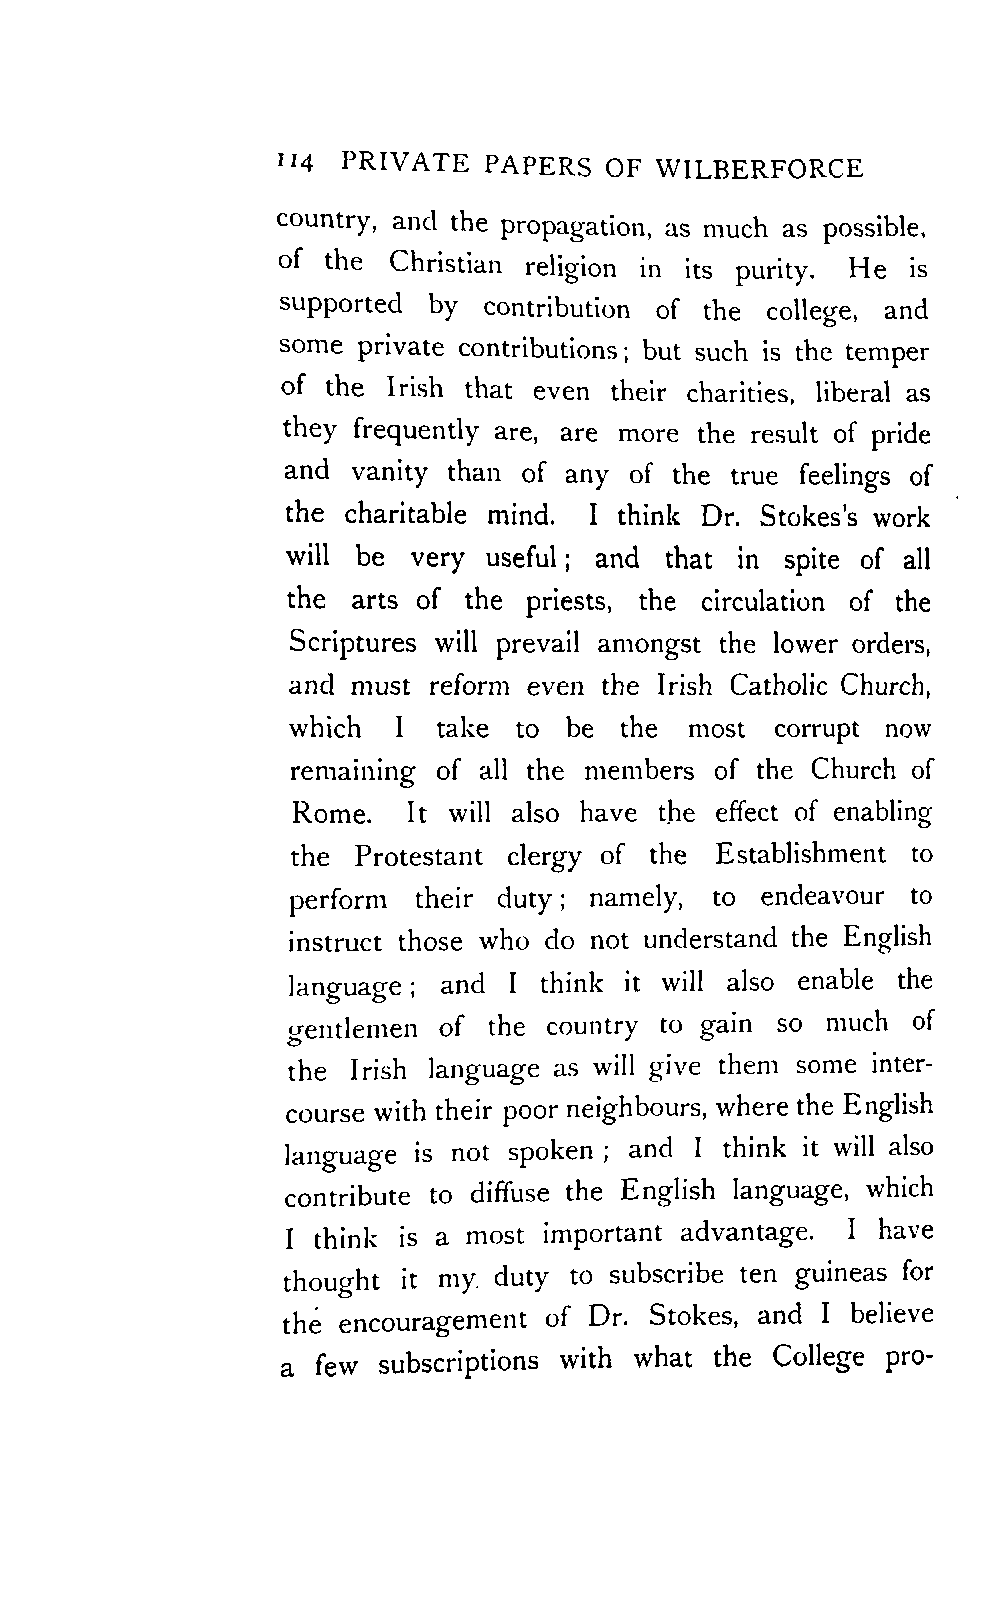 114 PRIVATE PAPERS OF WILBERFORCE
country, and the propagation, as much as possible,
of the Christian religion in its purity. He is
supported by contribution of the college, and
some private contributions; but such is the temper
of the Irish that even their charities, liberal as
they frequently are, are more the result of pride
and vanity than of any of the true feelings of
the charitable mind. I think Dr. Stokes's work
will be very useful; and that in spite of all
the arts of the priests, the circulation of the
Scriptures will prevail amongst the lower orders,
and must reform even the Irish Catholic Church,
which I take to be the most corrupt now
remaining of all the members of the Church of
Rome. It will also have the effect of enabling
the Protestant clergy of the Establishment to
perform their duty; namely, to endeavour to
instruct those who do not understand the English
language; and I think it will also enable the
gentlemen of the country to gain so much of
the Irish language as will give them some inter-
course with their poor neighbours, where the English
language is not spoken; and I think it will also
contribute to diffuse the English language, which
I think is a most important advantage. I have
thought it my duty to subscribe ten guineas for
the encouragement of Dr. Stokes, and I believe
a few subscriptions with what the College pro-